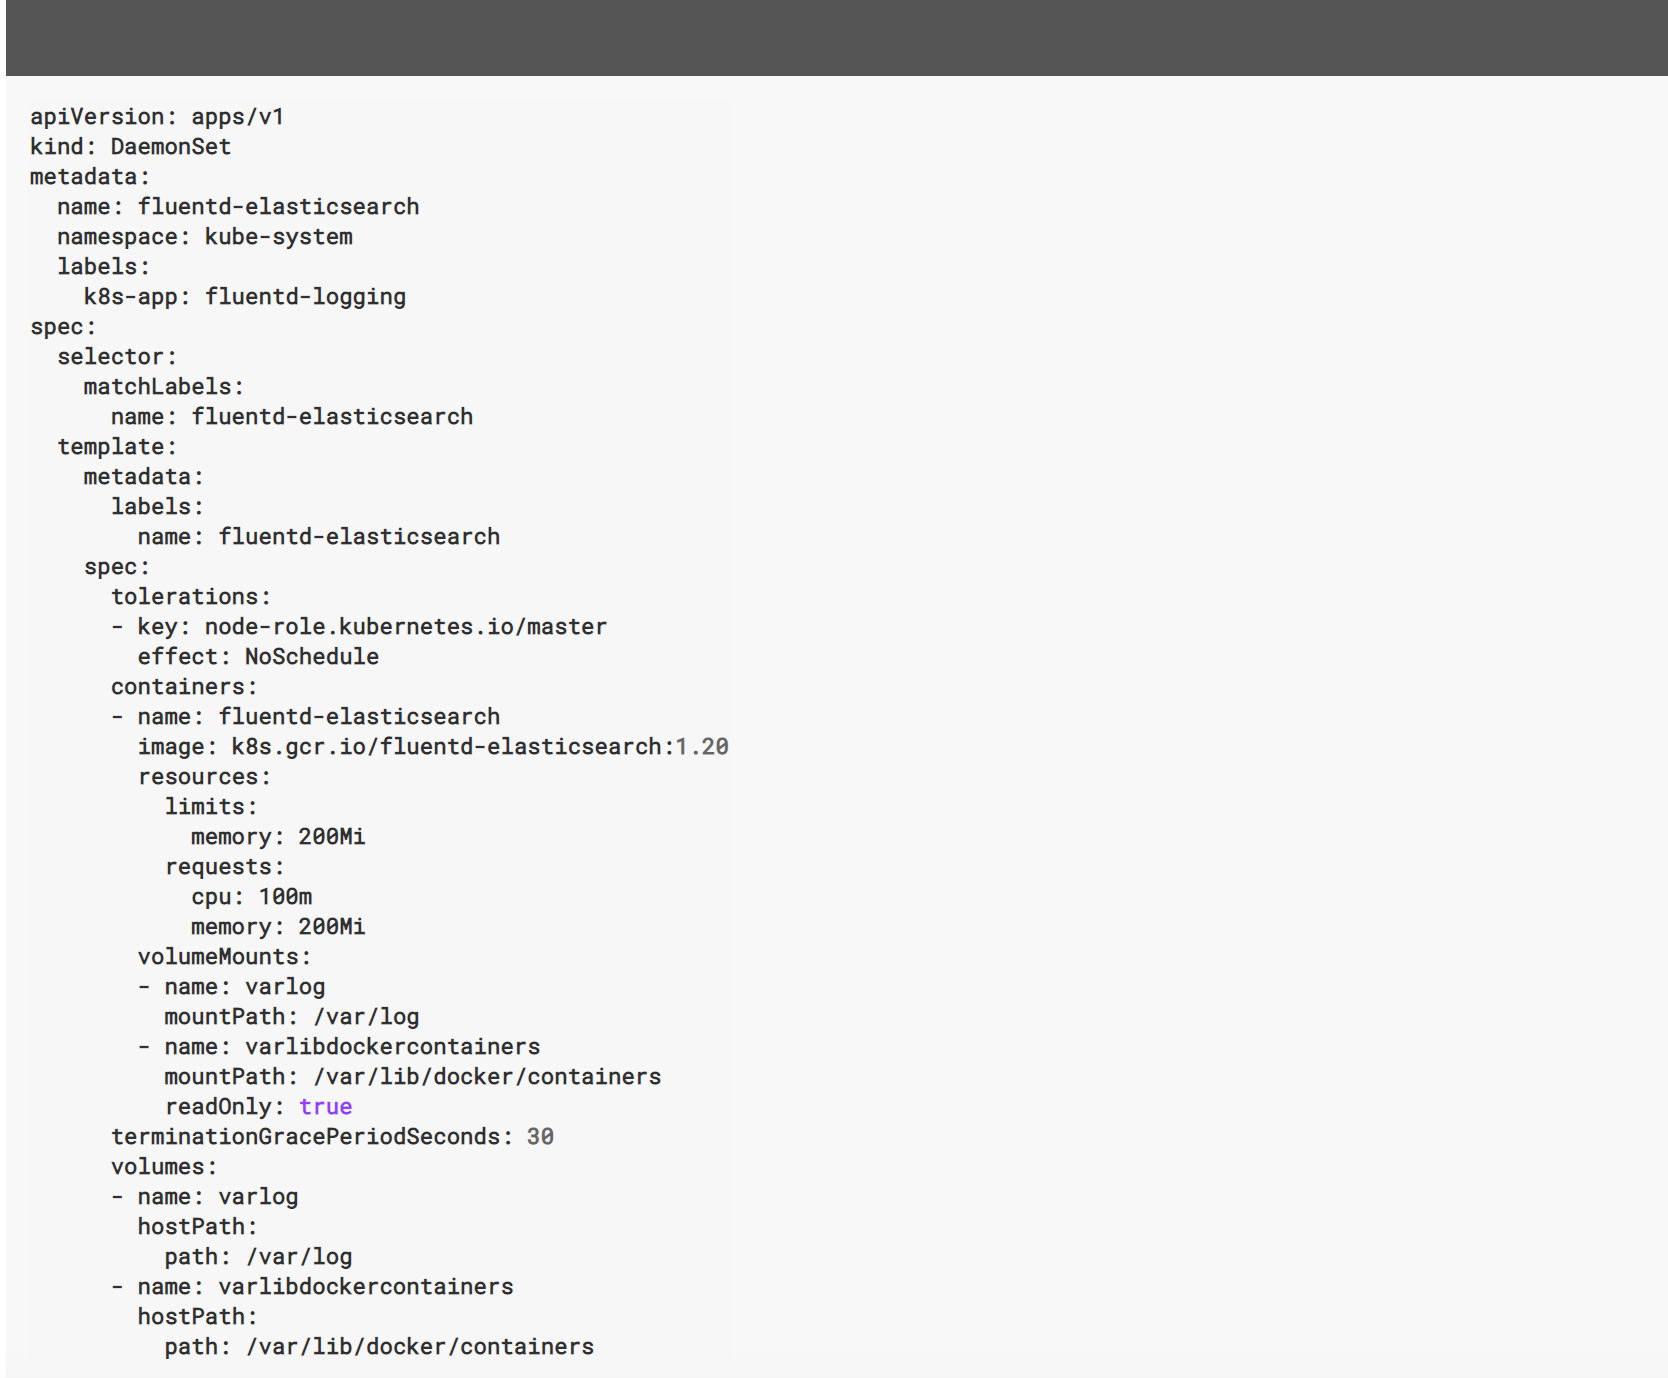 apiVersion: apps/v1
kind: DaemonSet
metadata:
  name: fluentd-elasticsearch
  namespace: kube-system
  labels:
    k8s-app: fluentd-logging
spec:
  selector:
    matchLabels:
      name: fluentd-elasticsearch
  template:
    metadata:
      labels:
        name: fluentd-elasticsearch
    spec:
      tolerations:
      - key: node-role.kubernetes.io/master
        effect: NoSchedule
      containers:
      - name: fluentd-elasticsearch
        image: k8s.gcr.io/fluentd-elasticsearch:1.20
        resources:
          limits:
            memory: 200Mi
          requests:
            cpu: 100m
            memory: 200Mi
        volumeMounts:
        - name: varlog
          mountPath: /var/log
        - name: varlibdockercontainers
          mountPath: /var/lib/docker/containers
          readOnly: true
      terminationGracePeriodSeconds: 30
      volumes:
      - name: varlog
        hostPath:
          path: /var/log
      - name: varlibdockercontainers
        hostPath:
          path: /var/lib/docker/containers